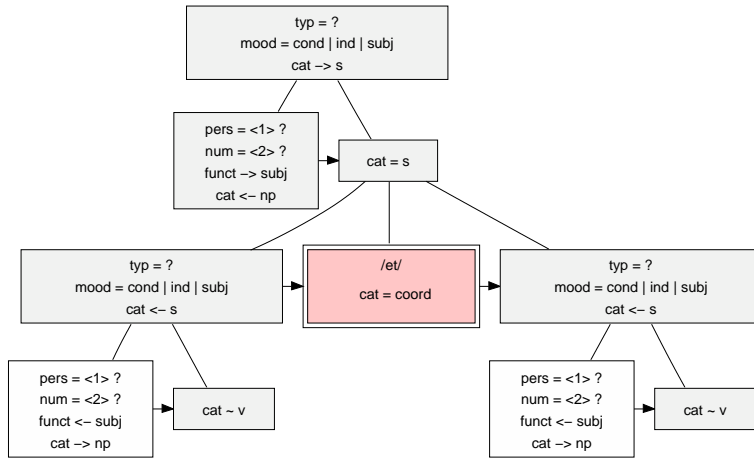 typ = ?
mood = cond | ind | subj
cat −> s
pers = <1> ?
num = <2> ?
funct −> subj
cat <− np
cat = s
typ = ?
mood = cond | ind | subj
cat <− s
/et/
cat = coord
typ = ?
mood = cond | ind | subj
cat <− s
pers = <1> ?
num = <2> ?
funct <− subj
cat −> np
cat ~ v
pers = <1> ?
num = <2> ?
funct <− subj
cat −> np
cat ~ v